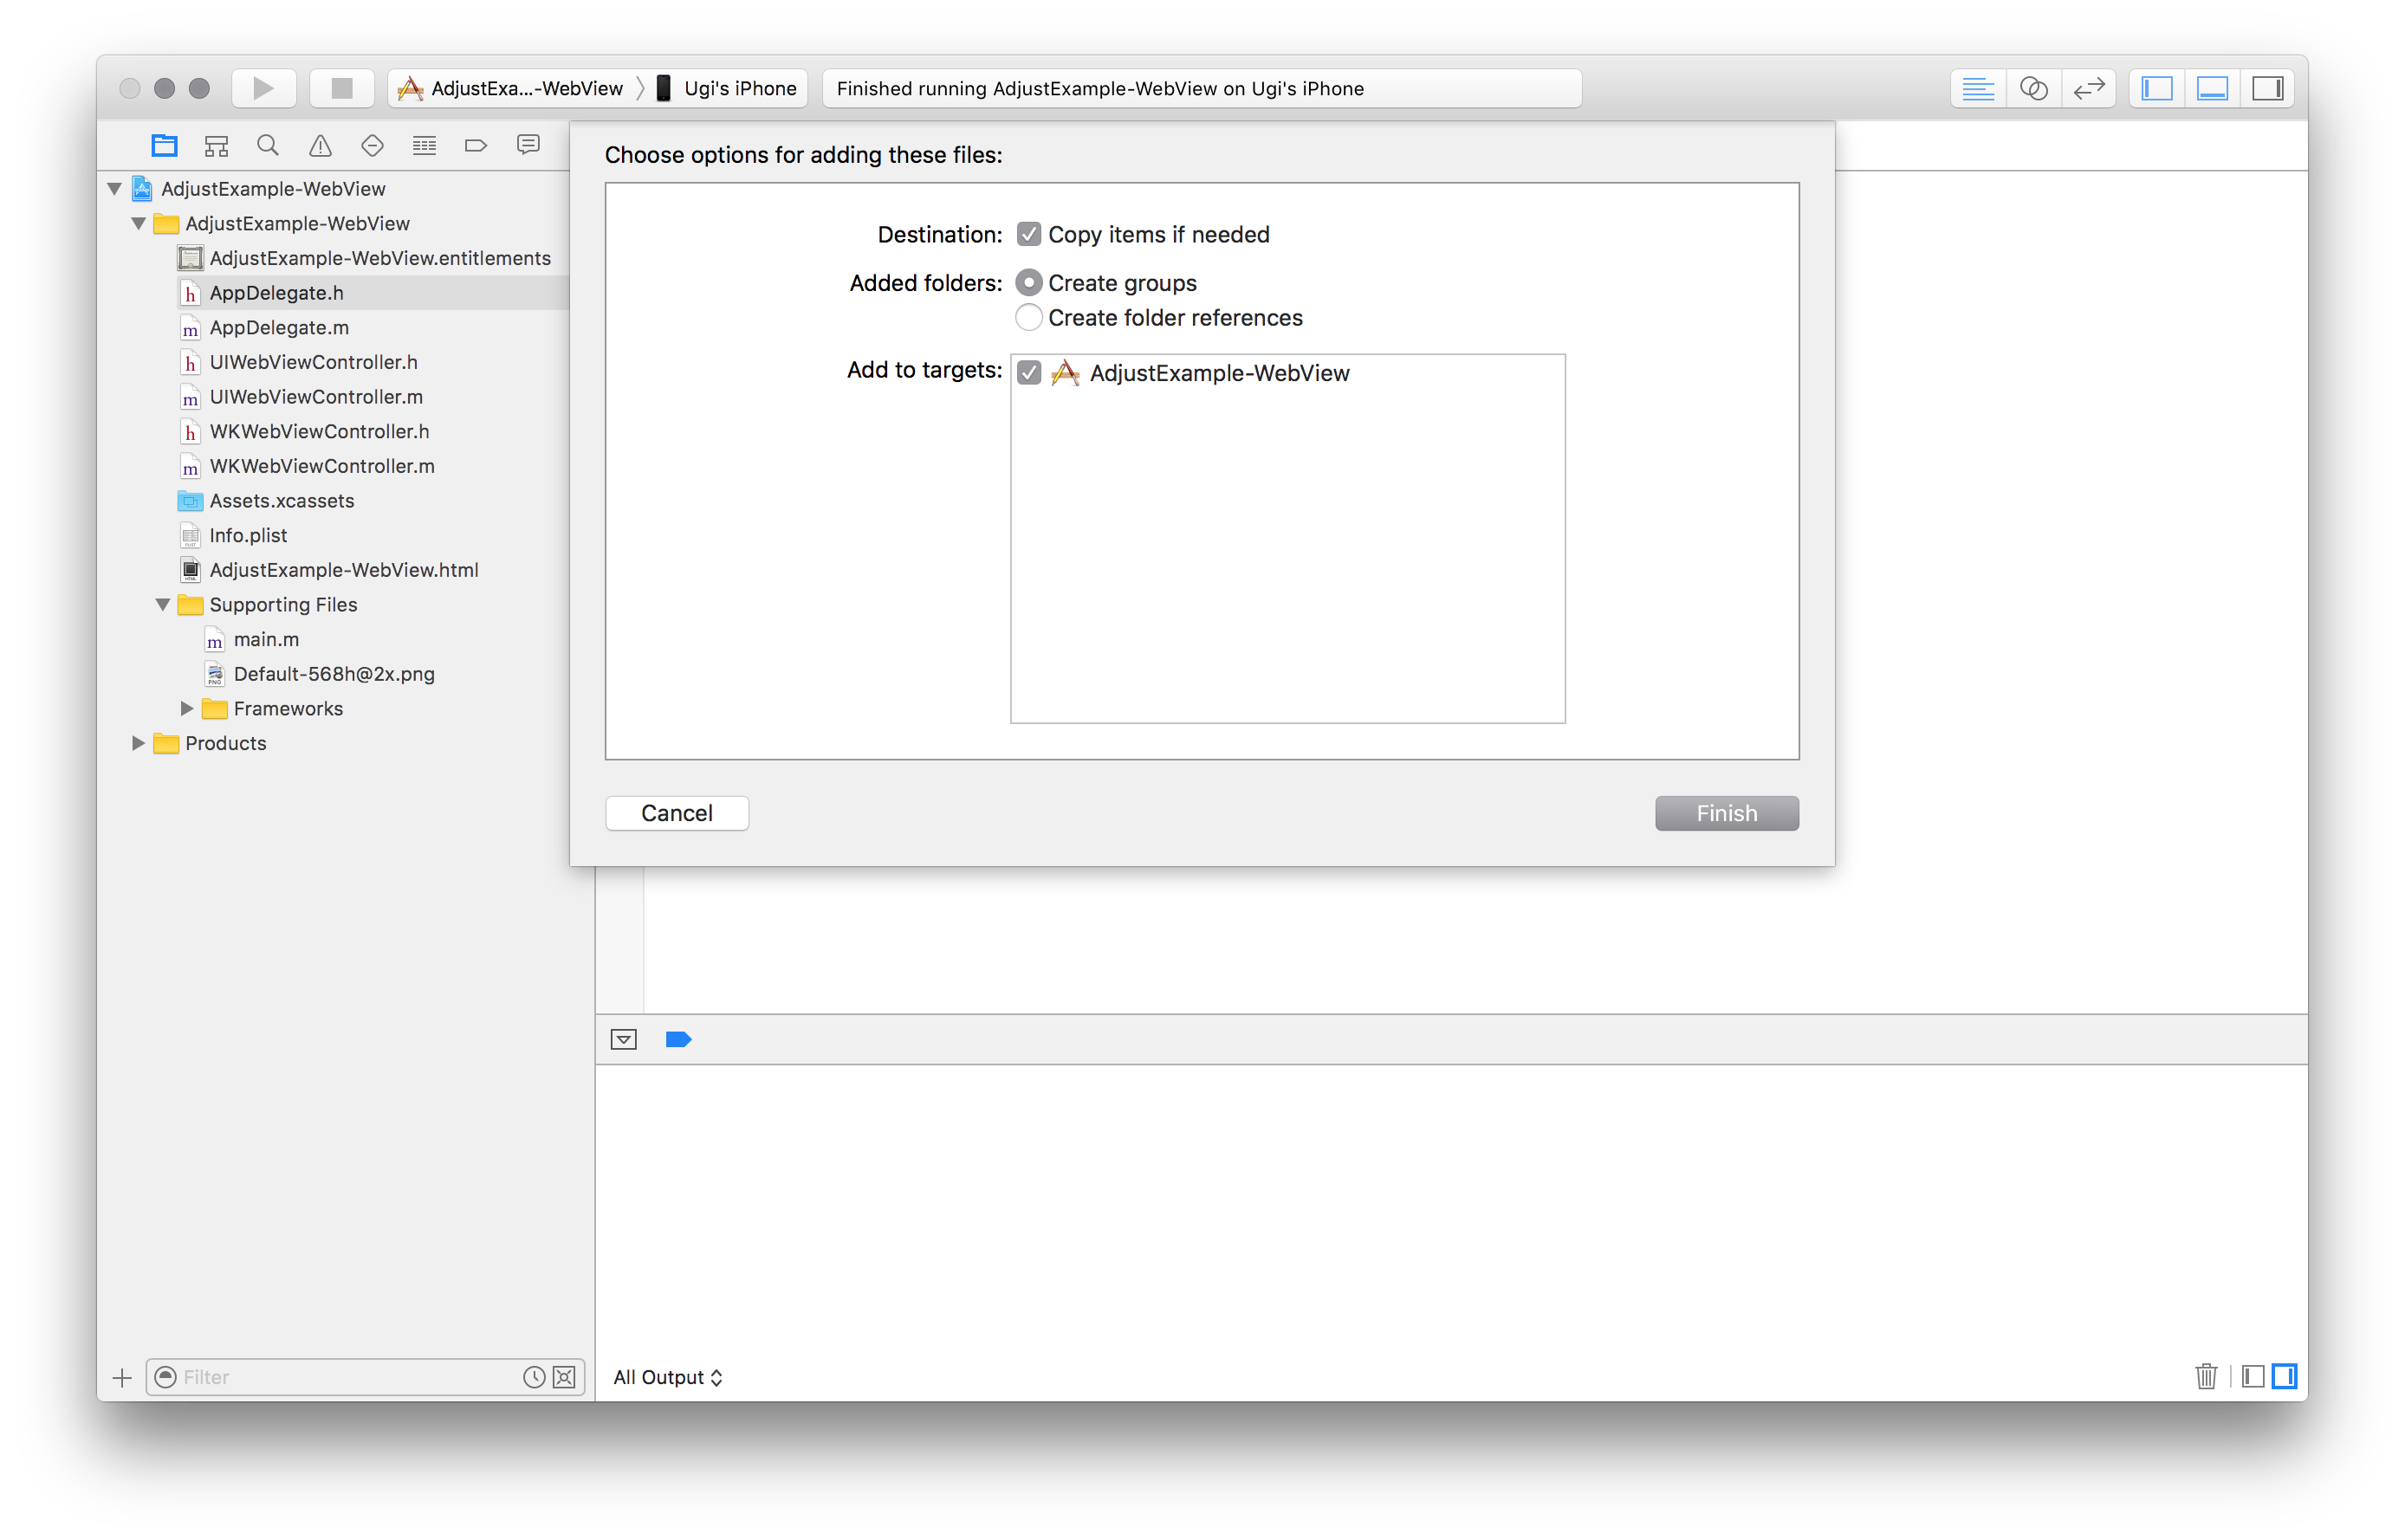 AdjustExa...-WebView
Ugi's iPhone
Finished running AdjustExample-WebView on Ugi's iPhone
AdjustExample-WebView
AdjustExample-WebView
AdjustExample-WebView.entitlements
h AppDelegate.h
m AppDelegate.m
h UIWebViewController.h
m UIWebViewController.m
h WKWebViewController.h
m WKWebViewController.m
Assets.xcassets
Info.plist
AdjustExample-WebView.html
Supporting Files
m main.m
PNG Default-568h@2x.png
Frameworks
Products
Filter
Choose options for adding these files:
Destination: Copy items if needed
Added folders: Create groups
Create folder references
Add to targets: AdjustExample-WebView
Cancel
Finish
All Output